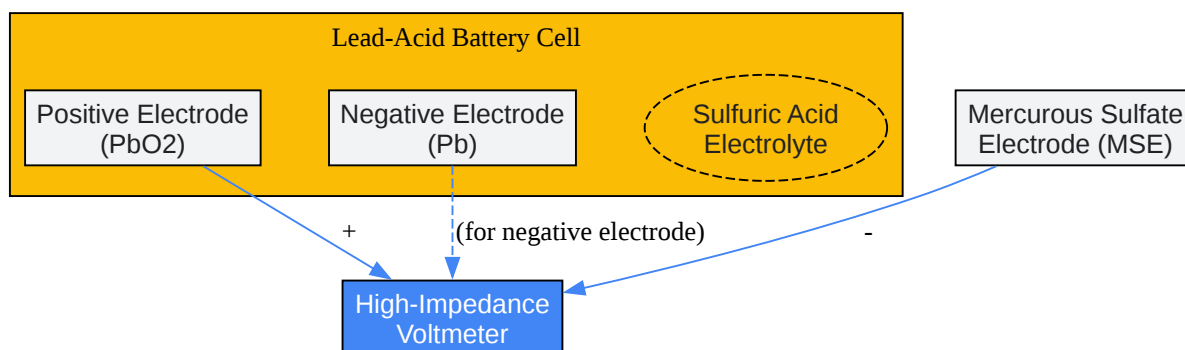 Lead-Acid Battery Cell
Positive Electrode
(PbO2)
Negative Electrode
(Pb)
Sulfuric Acid
Electrolyte
Mercurous Sulfate
Electrode (MSE)
+
(for negative electrode)
-
High-Impedance
Voltmeter